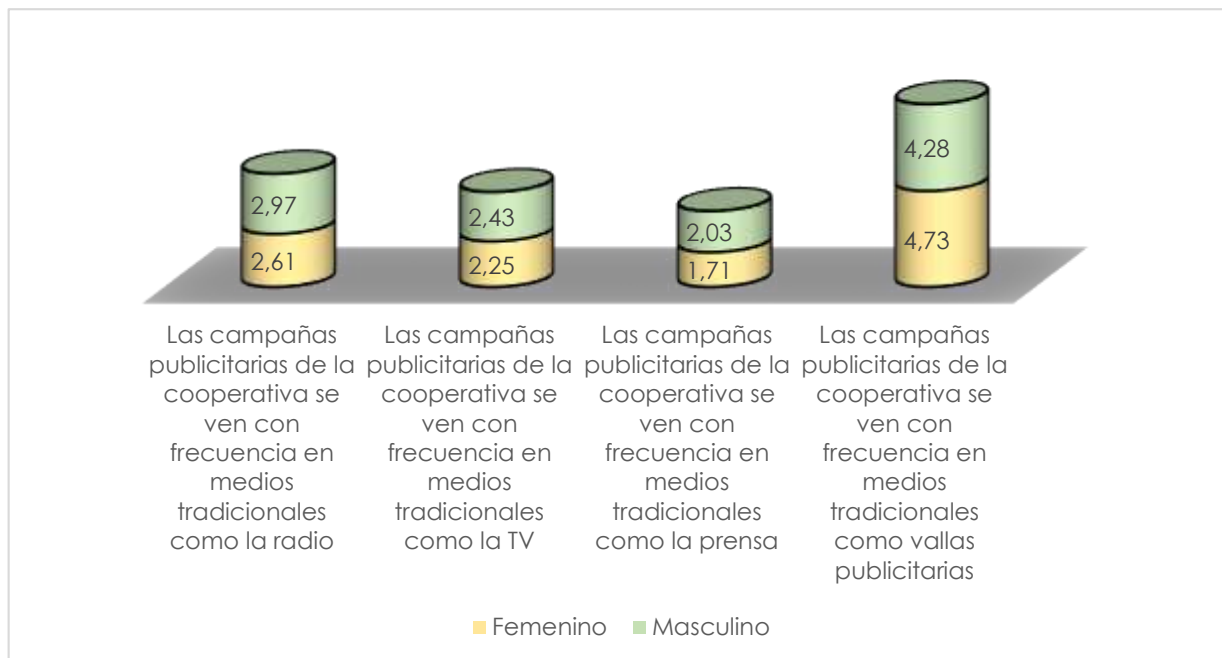 4,28
2,97
2,43
4,73
2,03
2,61
2,25
1,71
Las campañas
publicitarias de la
cooperativa se
ven con
frecuencia en
medios
tradicionales
como la radio
Las campañas
publicitarias de la
cooperativa se
ven con
frecuencia en
medios
tradicionales
como la TV
Las campañas
publicitarias de la
cooperativa se
ven con
frecuencia en
medios
tradicionales
como la prensa
Las campañas
publicitarias de la
cooperativa se
ven con
frecuencia en
medios
tradicionales
como vallas
publicitarias
Femenino Masculino